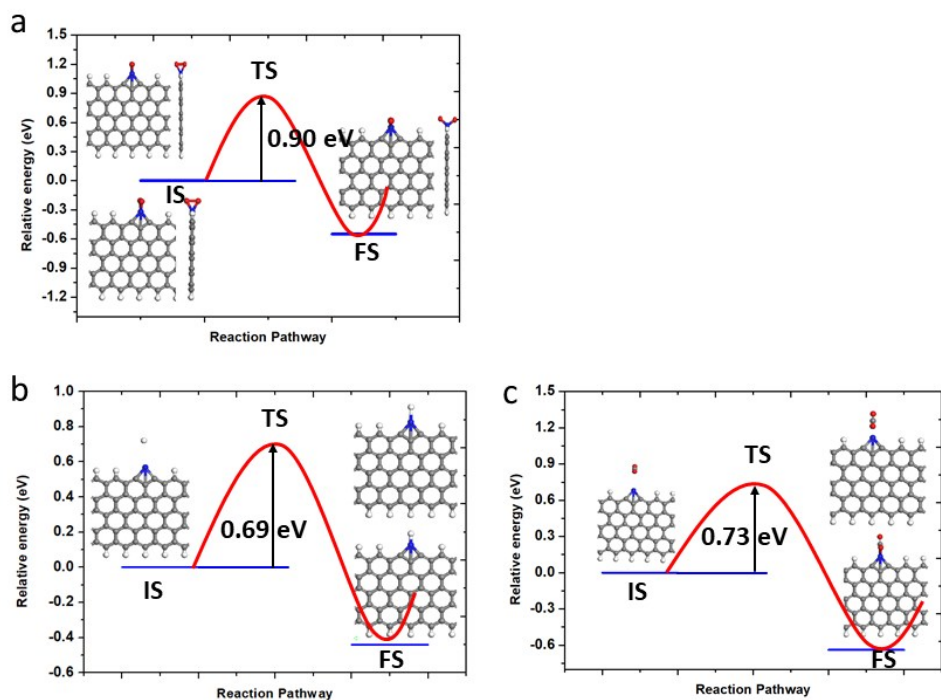 a
1.5
1.2
0.9
0.6
0.3
0.0
-0.3
-0.6
-0.9
-1.2
Relative energy (eV)
TS
0.90 eV
IS
FS
Reaction Pathway
b
1.0
0.8
0.6
0.4
0.2
0.0
-0.2
-0.4
-0.6
Relative energy (eV)
TS
0.69 eV
IS
FS
Reaction Pathway
c
1.5
1.2
0.9
0.6
0.3
0.0
-0.3
-0.6
Relative energy (eV)
TS
0.73 eV
IS
FS
Reaction Pathway